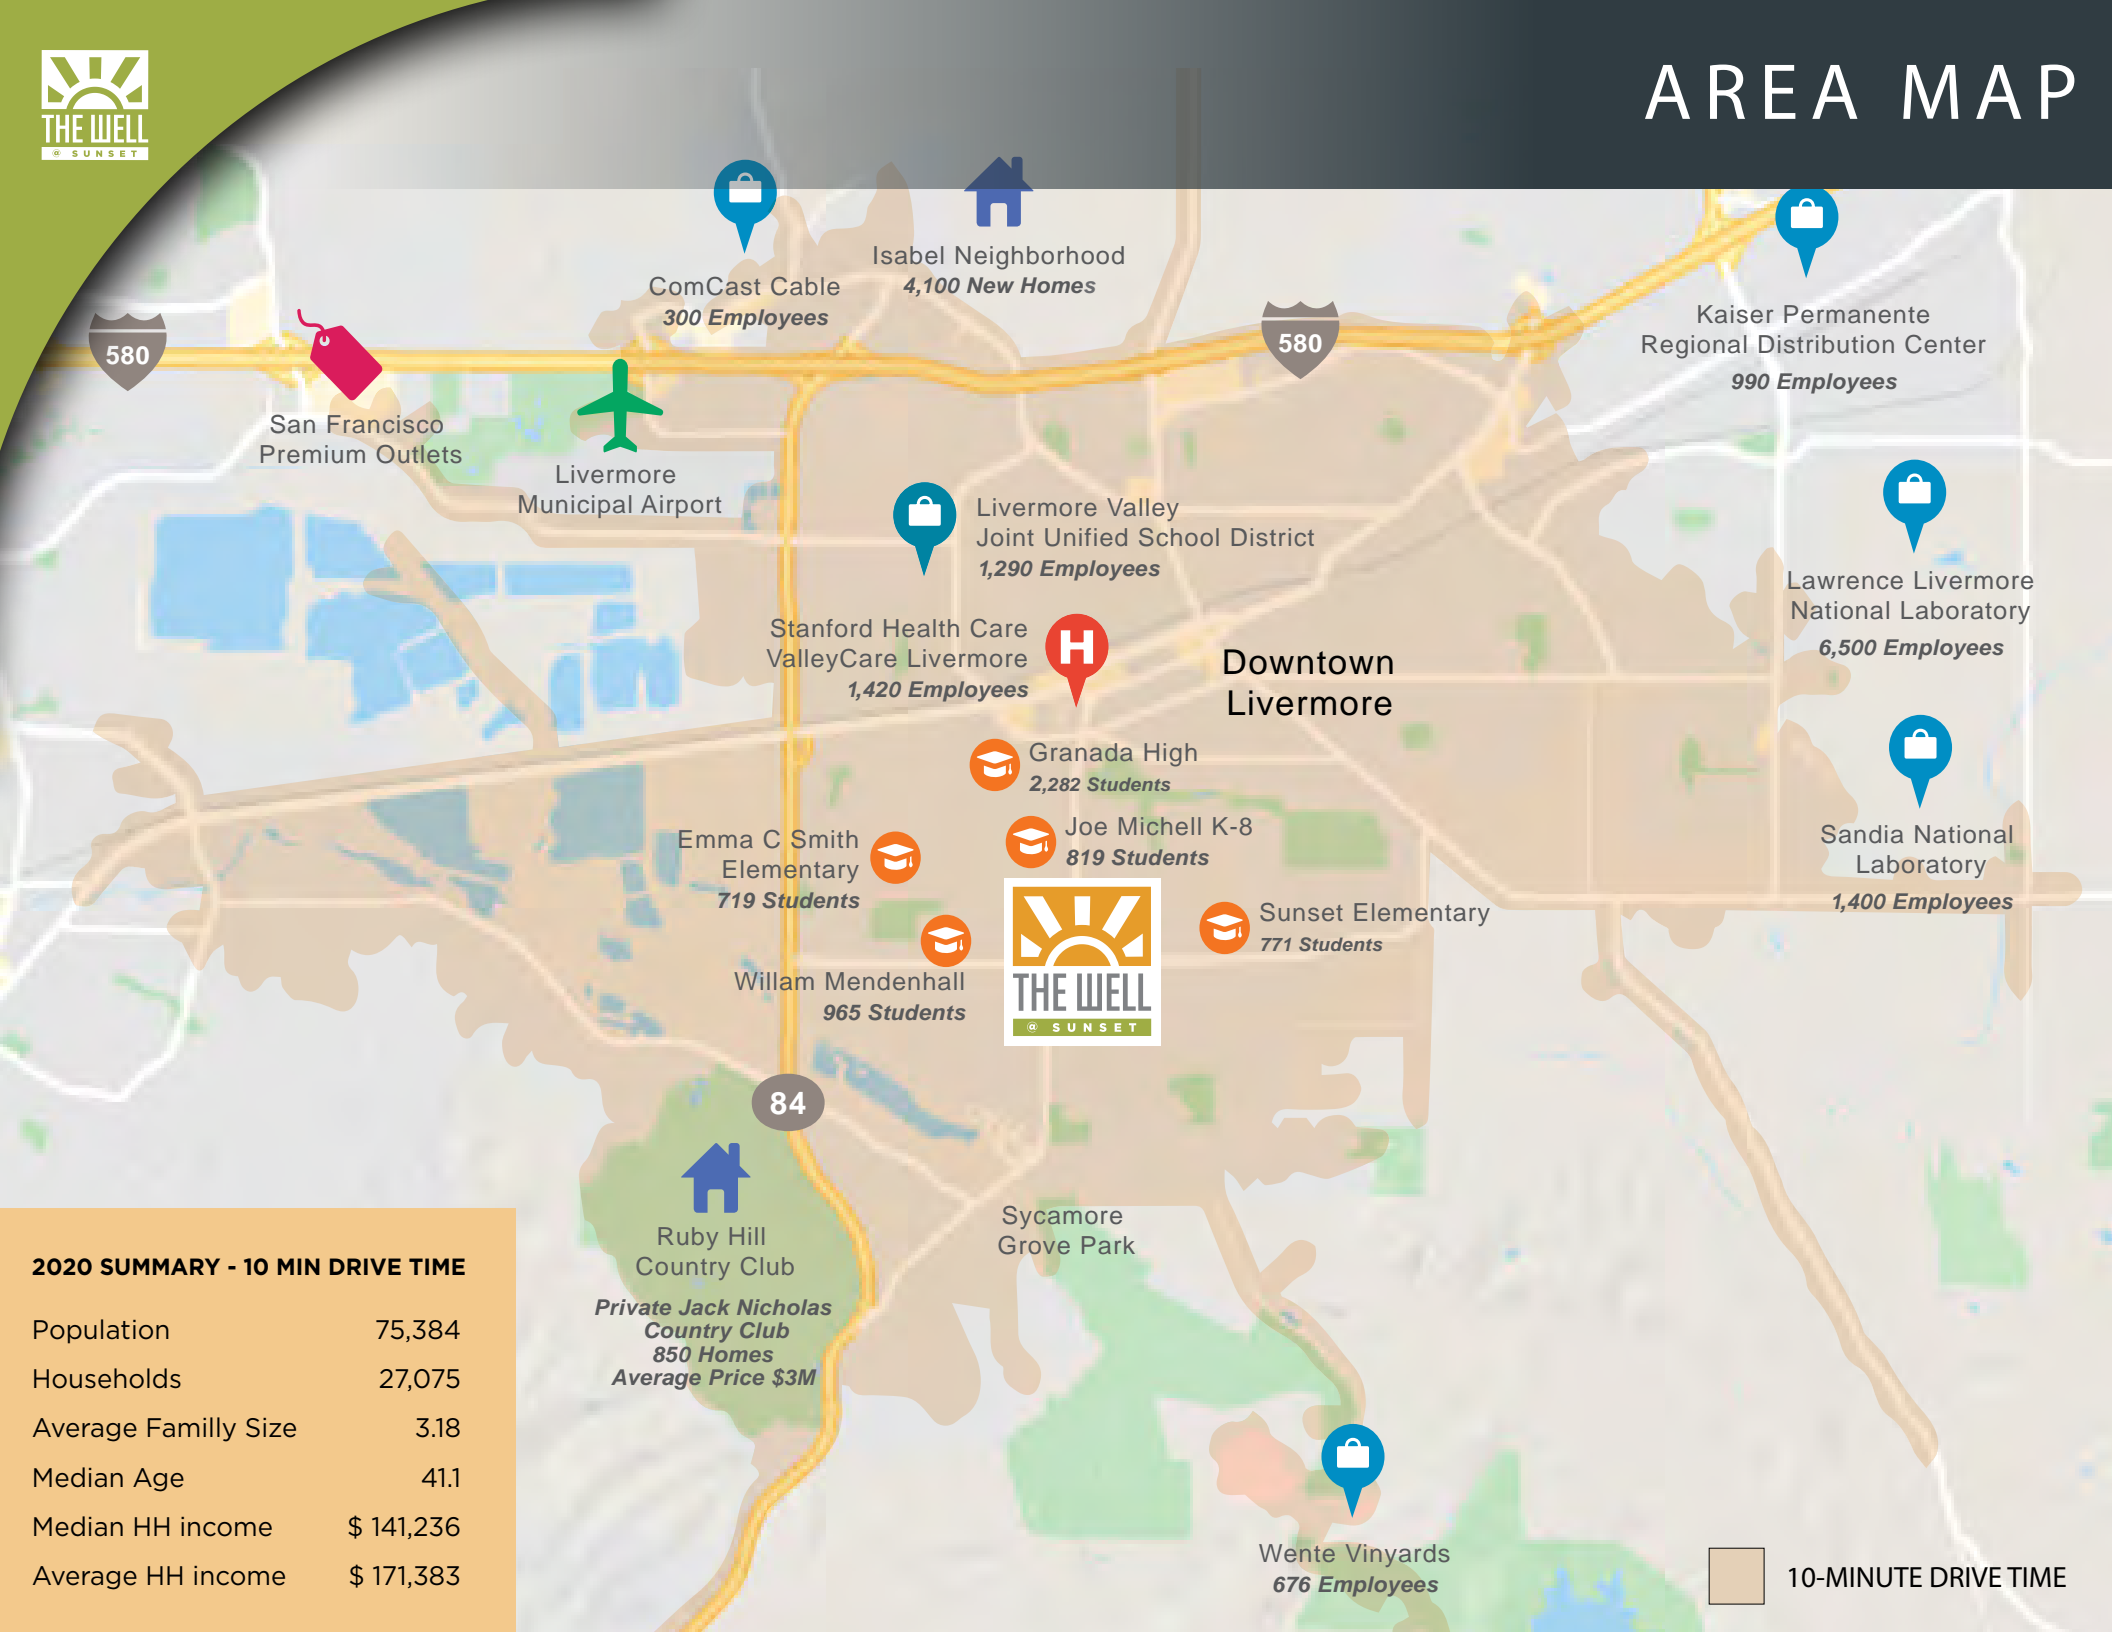 THE WELL
@ SUNSET
AREA MAP
ComCast Cable
300 Employees
Isabel Neighborhood
4,100 New Homes
Kaiser Permanente
Regional Distribution Center
990 Employees
580
580
San Francisco
Premium Outlets
Livermore
Municipal Airport
Livermore Valley
Joint Unified School District
1,290 Employees
Lawrence Livermore
National Laboratory
6,500 Employees
Stanford Health Care
ValleyCare Livermore
1,420 Employees
H
Downtown
Livermore
Granada High
2,282 Students
Joe Michell K-8
819 Students
Emma C Smith
Elementary
719 Students
Sandia National
Laboratory
1,400 Employees
Sunset Elementary
771 Students
Willam Mendenhall
965 Students
THE WELL
@ SUNSET
84
Ruby Hill
Country Club
Private Jack Nicholas
Country Club
850 Homes
Average Price $3M
Sycamore
Grove Park
Wente Vinyards
676 Employees
2020 SUMMARY - 10 MIN DRIVE TIME
Population 75,384
Households 27,075
Average Familly Size 3.18
Median Age 41.1
Median HH income $ 141,236
Average HH income $ 171,383
10-MINUTE DRIVE TIME